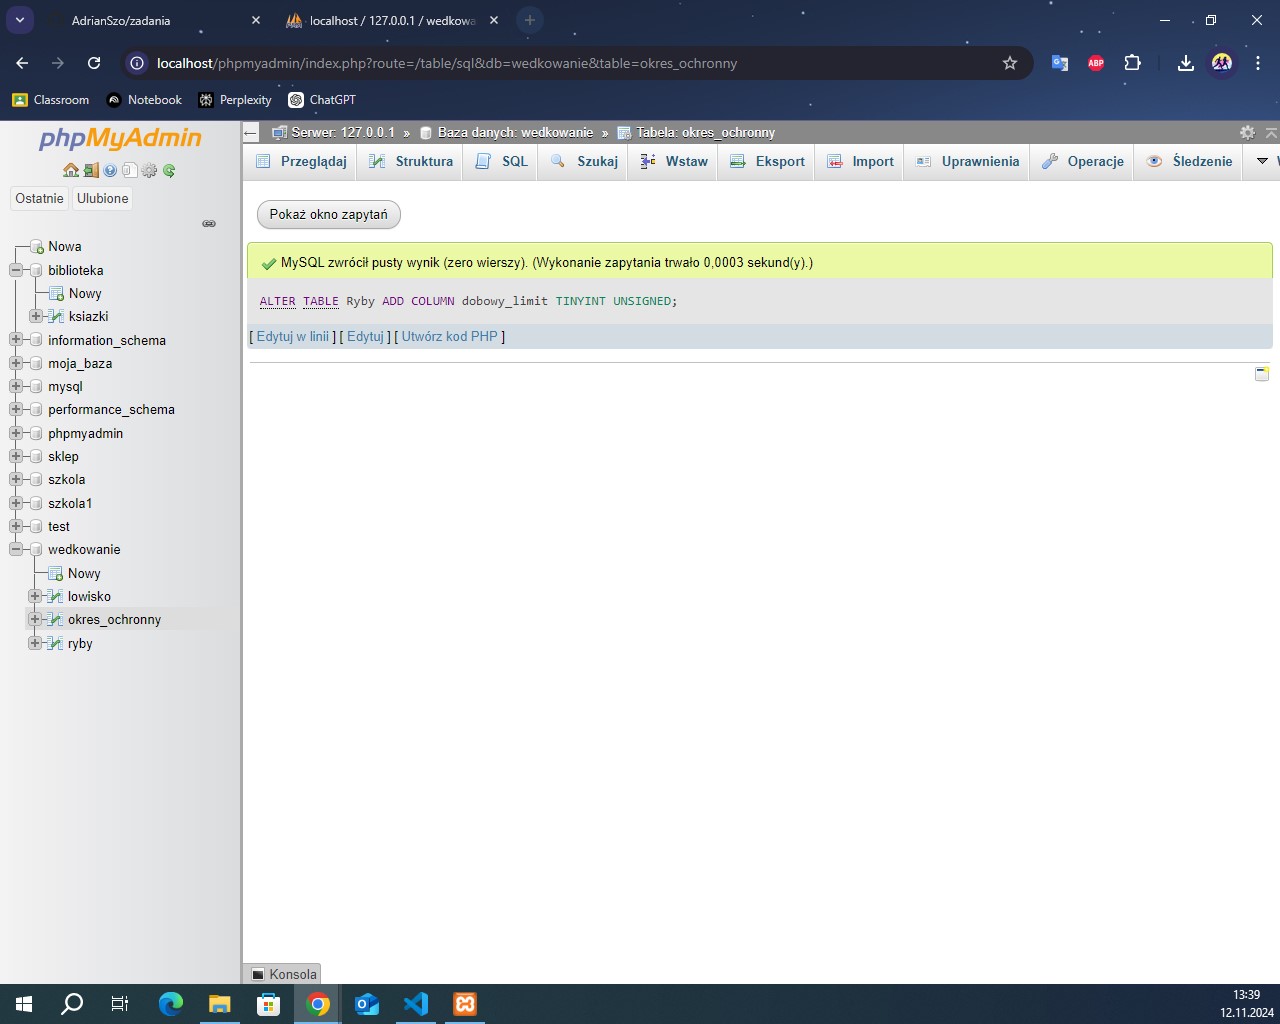 AdrianSzo/zadania
localhost / 127.0.0.1 / wedkowa
localhost/phpmyadmin/index.php?route=/table/sql&db=wedkowanie&table=okres_ochronny
ABP
Classroom
Notebook
Perplexity
ChatGPT
phpMyAdmin
Ostatnie
Ulubione
Nowa
biblioteka
Nowy
ksiazki
information_schema
moja_baza
mysql
performance_schema
phpmyadmin
sklep
szkola
szkola1
test
wedkowanie
Nowy
lowisko
okres_ochronny
ryby
Serwer: 127.0.0.1 » Baza danych: wedkowanie » Tabela: okres_ochronny
Przeglądaj
Struktura
SQL
Szukaj
Wstaw
Eksport
Import
Uprawnienia
Operacje
Śledzenie
Pokaż okno zapytań
MySQL zwrócił pusty wynik (zero wierszy). (Wykonanie zapytania trwało 0,0003 sekund(y).)
ALTER TABLE Ryby ADD COLUMN dobowy_limit TINYINT UNSIGNED;
[ Edytuj w linii ] [ Edytuj ] [ Utwórz kod PHP ]
Konsola
13:39
12.11.2024